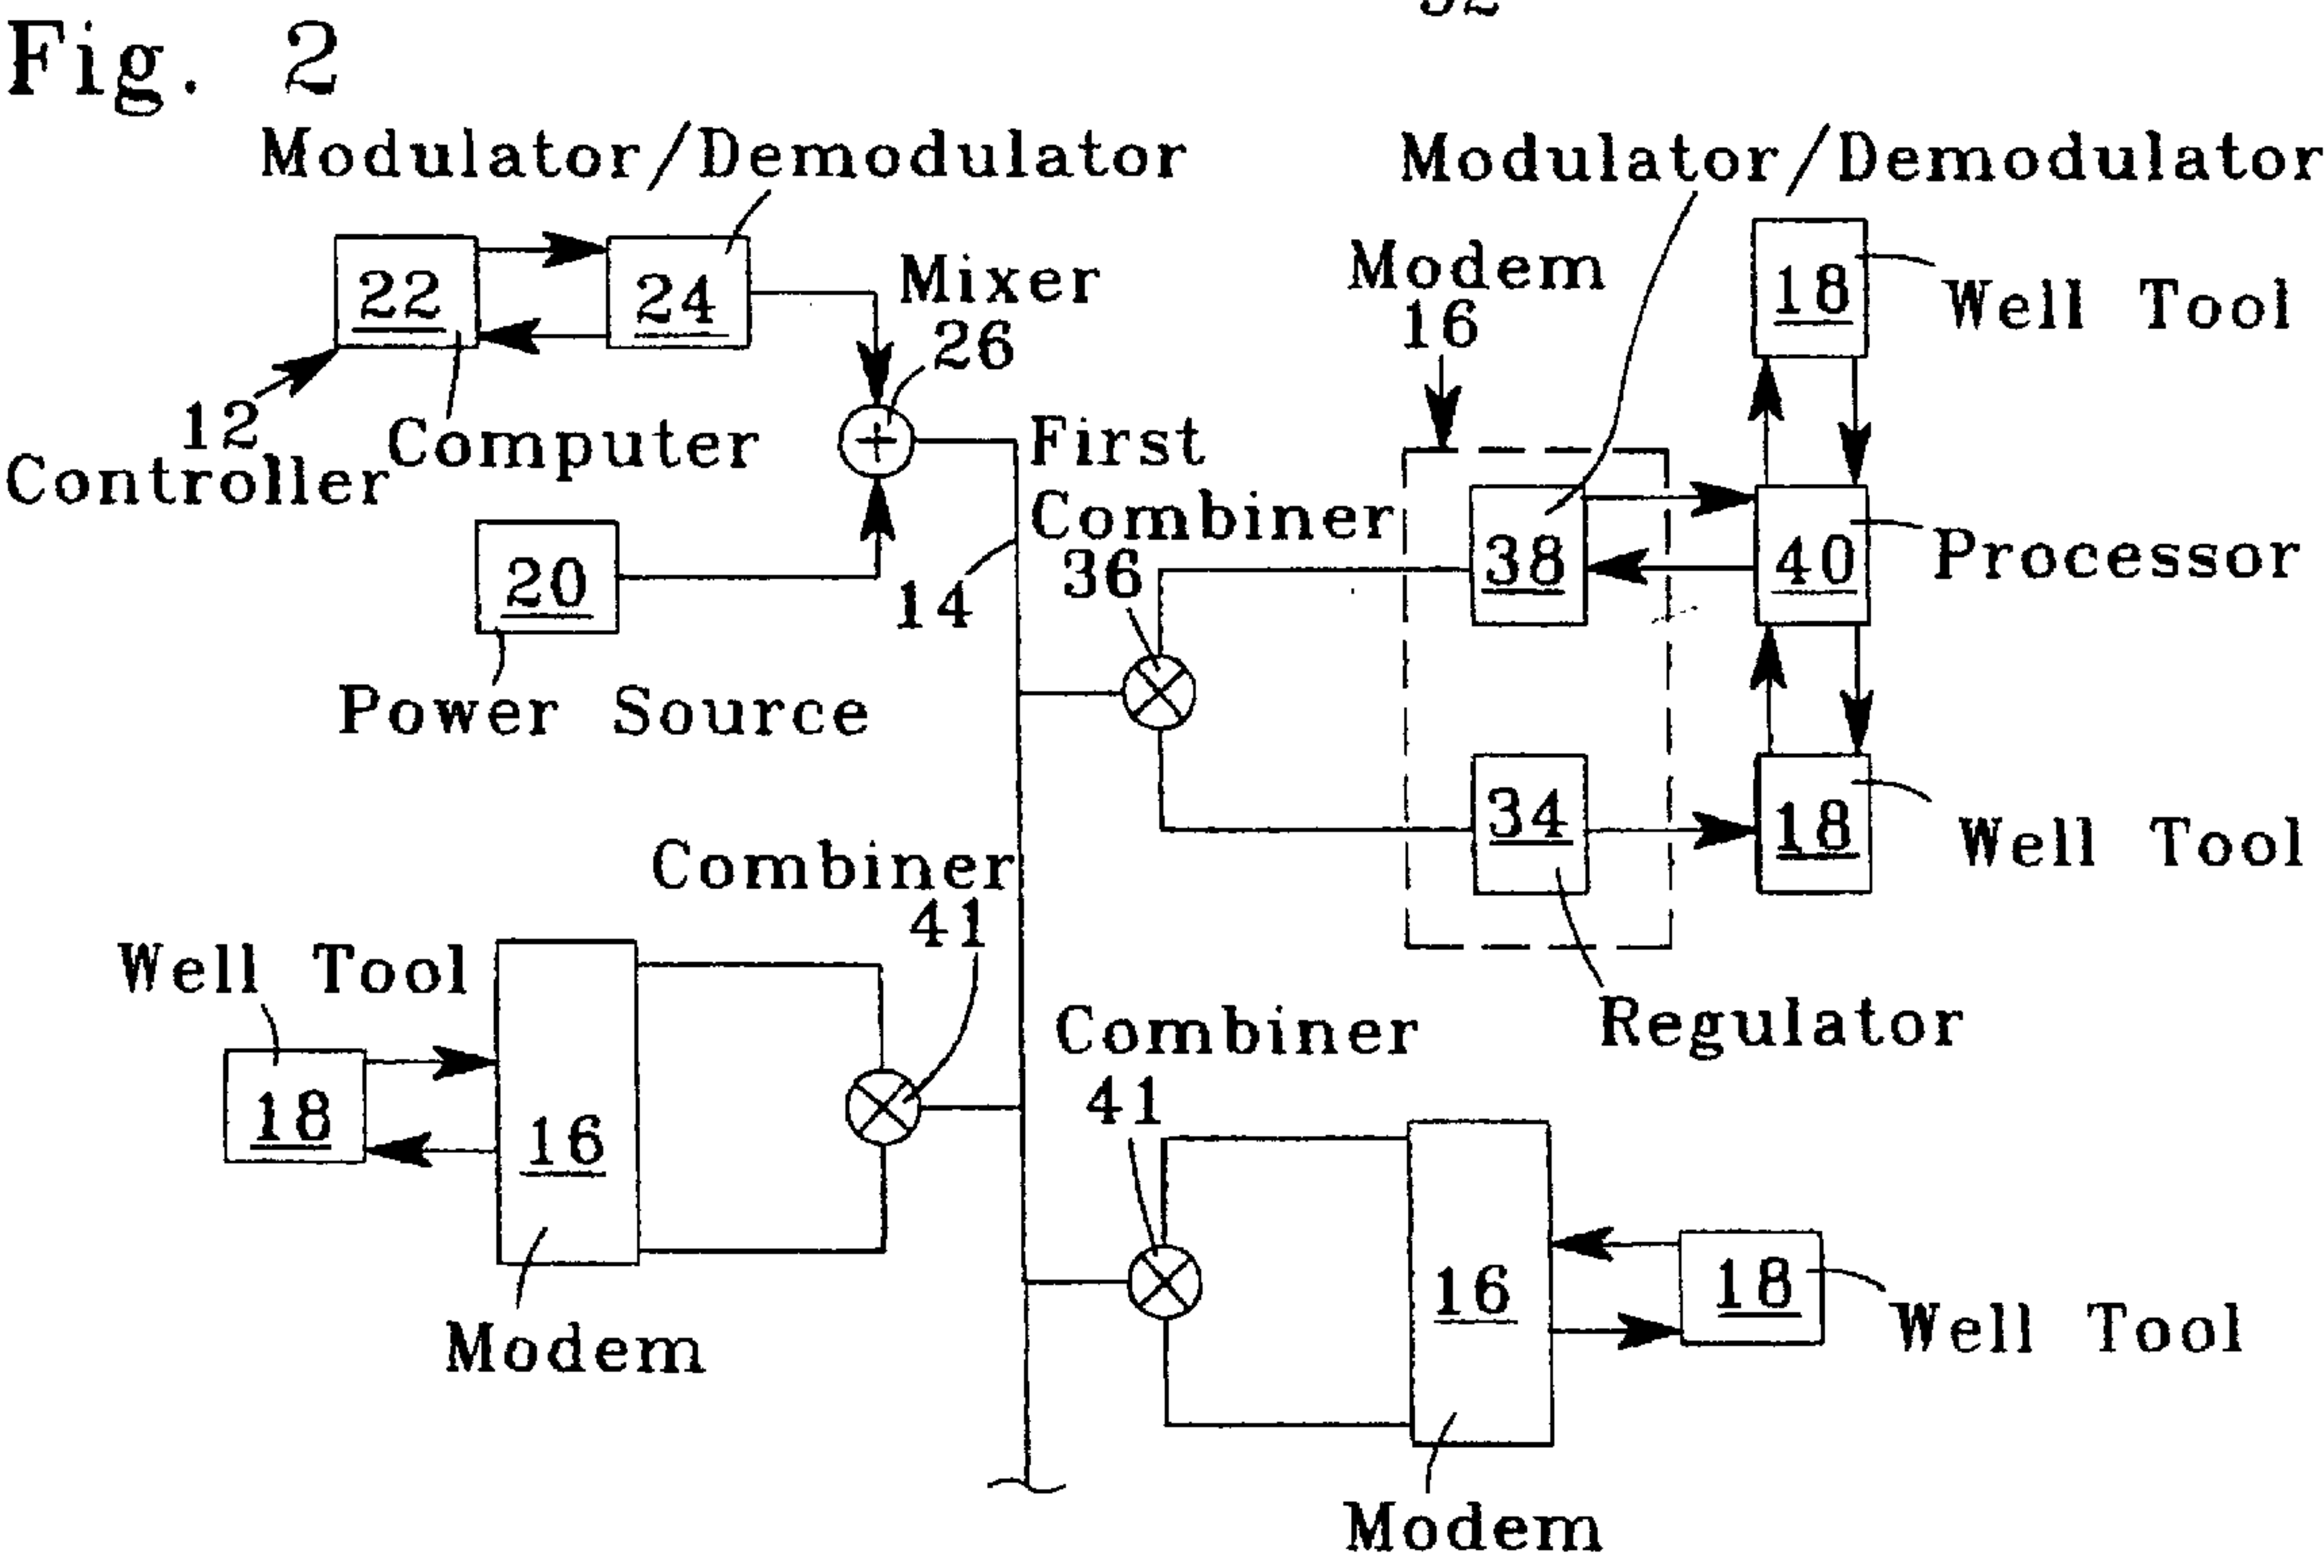 Fig. 2
Modulator/Demodulator
Modulator/Demodulator
22
24
Mixer
26
12
Controller
Computer
20
Power Source
First
Combiner
36
14
Modem
16
38
40
Processor
18
Well Tool
34
18
Well Tool
Regulator
Combiner
41
Well Tool
18
16
Modem
Combiner
41
16
18
Well Tool
Modem